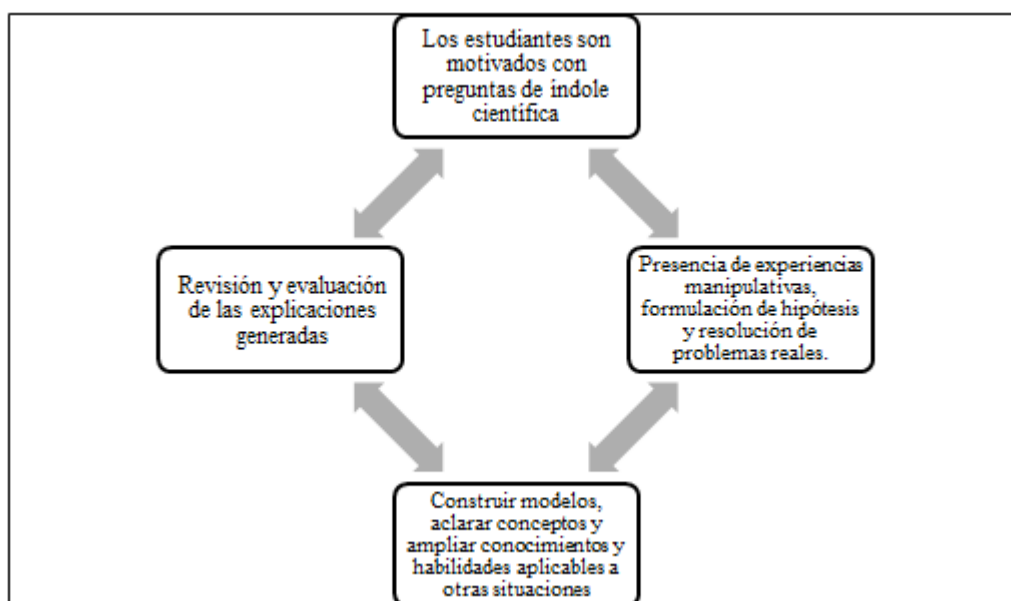 Los estudiantes son
motivados con
preguntas de indole
científica
Revisión y evaluación
de las explicaciones
generadas
Presencia de experiencias
manipulativas,
formulación de hipótesis
y resolución de
problemas reales.
Construir modelos,
aclarar conceptos y
ampliar conocimientos y
habilidades aplicables a
otras situaciones